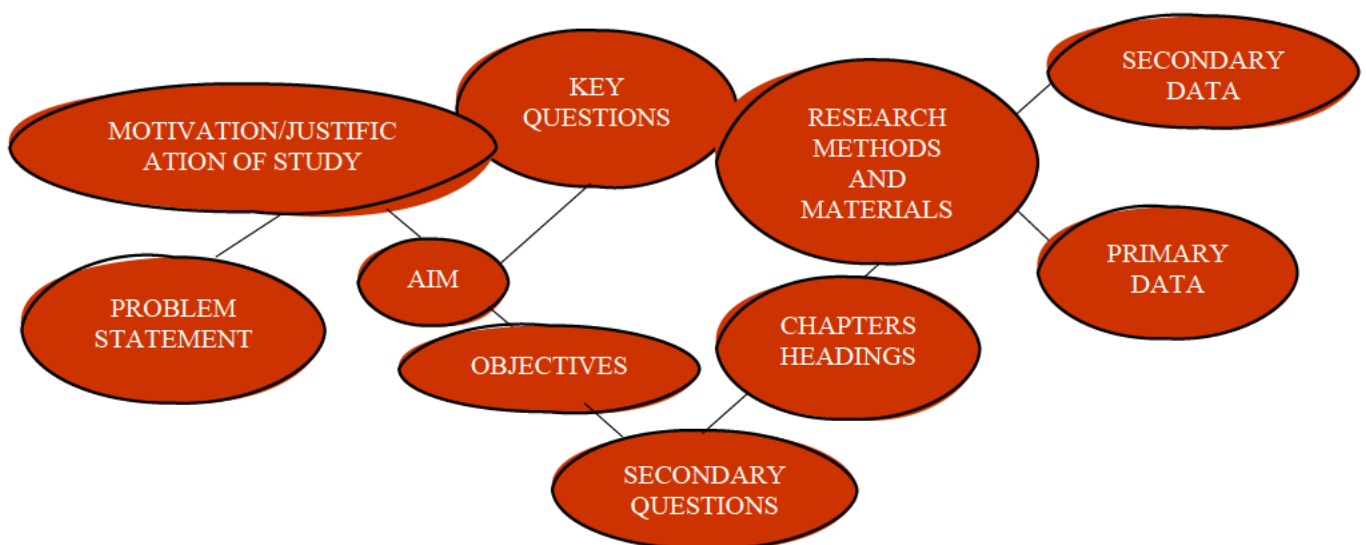 MOTIVATION/JUSTIFIC
ATION OF STUDY
KEY
QUESTIONS
RESEARCH
METHODS
AND
MATERIALS
SECONDARY
DATA
PRIMARY
DATA
PROBLEM
STATEMENT
AIM
OBJECTIVES
CHAPTERS
HEADINGS
SECONDARY
QUESTIONS